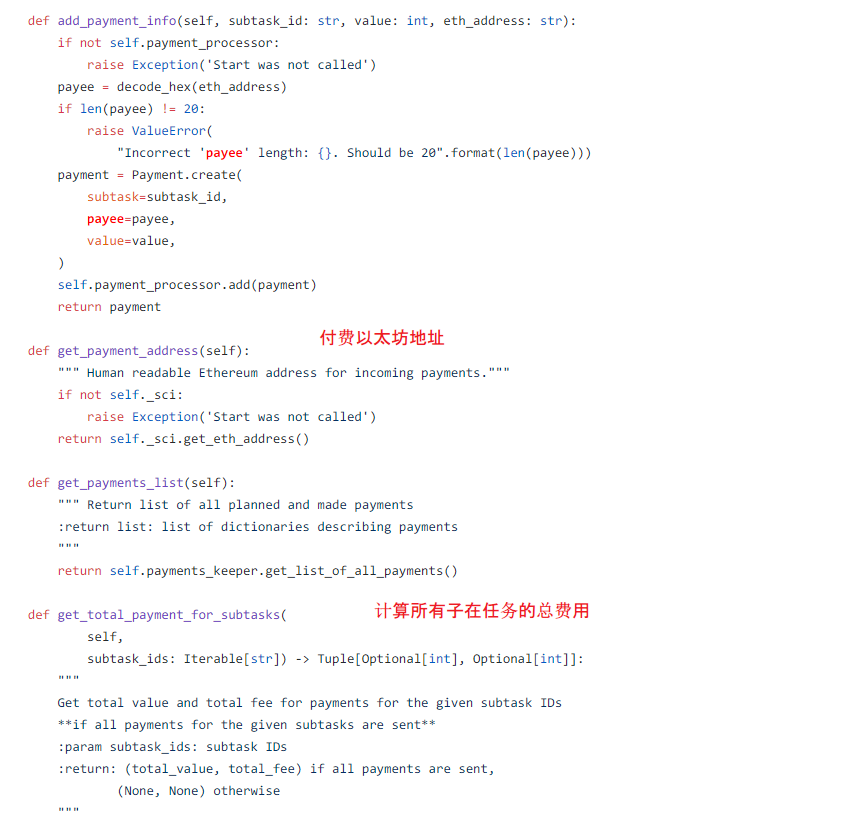 def add_payment_info(self, subtask_id: str, value: int, eth_address: str):
    if not self.payment_processor:
        raise Exception('Start was not called')
    payee = decode_hex(eth_address)
    if len(payee) != 20:
        raise ValueError(
            "Incorrect 'payee' length: {}. Should be 20".format(len(payee)))
    payment = Payment.create(
        subtask=subtask_id,
        payee=payee,
        value=value,
    )
    self.payment_processor.add(payment)
    return payment
付费以太坊地址
def get_payment_address(self):
    """ Human readable Ethereum address for incoming payments."""
    if not self._sci:
        raise Exception('Start was not called')
    return self._sci.get_eth_address()
def get_payments_list(self):
    """ Return list of all planned and made payments
    :return list: list of dictionaries describing payments
    """
    return self.payments_keeper.get_list_of_all_payments()
计算所有子在任务的总费用
def get_total_payment_for_subtasks(
        self,
        subtask_ids: Iterable[str]) -> Tuple[Optional[int], Optional[int]]:
    """
    Get total value and total fee for payments for the given subtask IDs
    **if all payments for the given subtasks are sent**
    :param subtask_ids: subtask IDs
    :return: (total_value, total_fee) if all payments are sent,
            (None, None) otherwise
    """